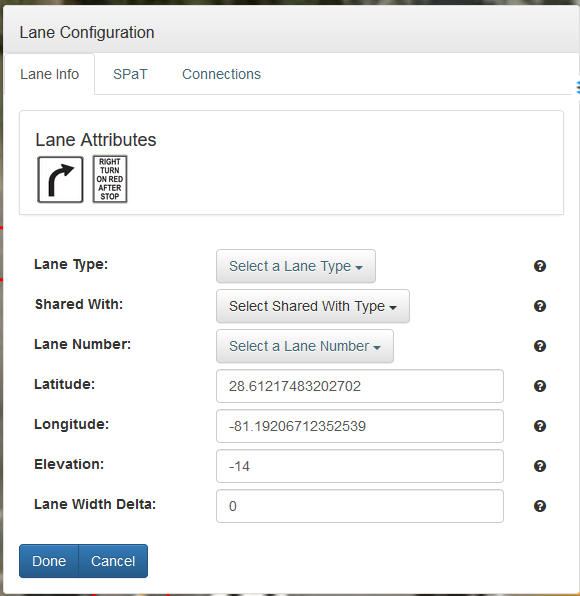 Lane Configuration
Lane Info SPaT Connections
Lane Attributes
RIGHT
TURN
ON RED
AFTER
STOP
Lane Type: Select a Lane Type
Shared With: Select Shared With Type
Lane Number: Select a Lane Number
Latitude: 28.61217483202702
Longitude: -81.19206712352539
Elevation: -14
Lane Width Delta: 0
Done Cancel